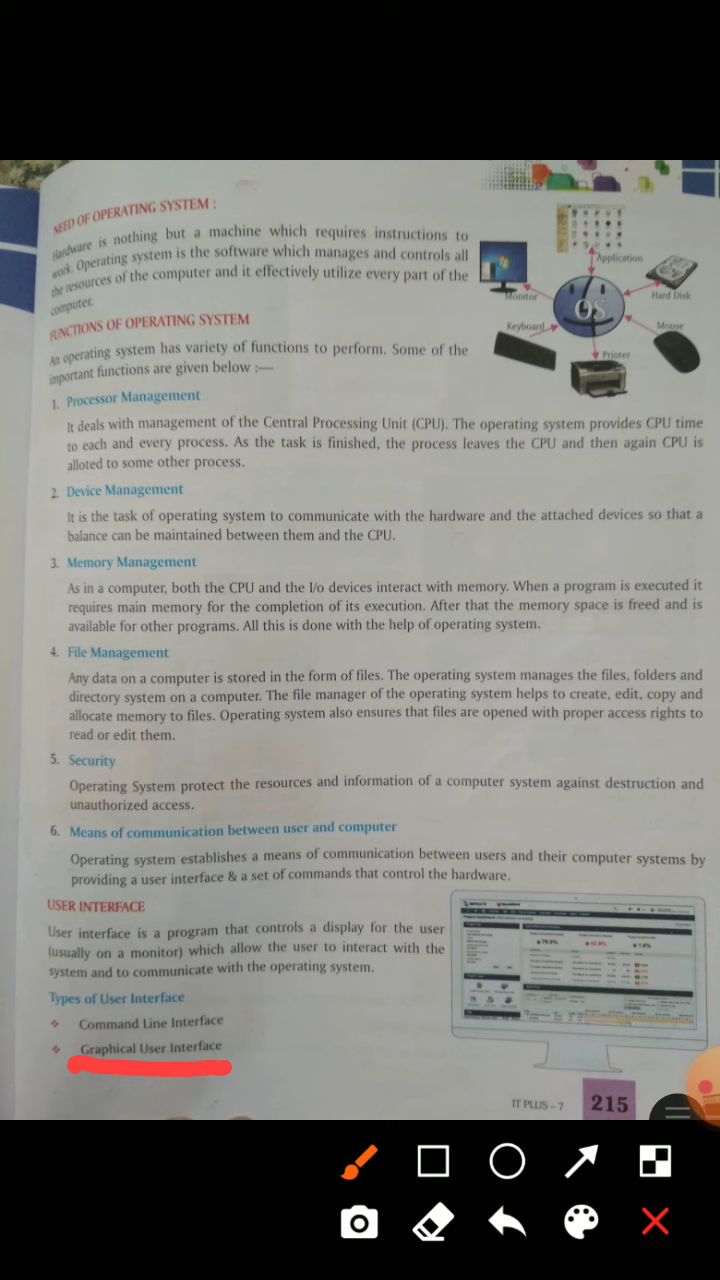 NEED OF OPERATING SYSTEM :
Hardware is nothing but a machine which requires instructions to
work. Operating system is the software which manages and controls all
the resources of the computer and it effectively utilize every part of the
computer.
Application
Monitor
Hard Disk
OS
Keyboard
Mouse
Printer
FUNCTIONS OF OPERATING SYSTEM
An operating system has variety of functions to perform. Some of the
important functions are given below :—
1. Processor Management
It deals with management of the Central Processing Unit (CPU). The operating system provides CPU time
to each and every process. As the task is finished, the process leaves the CPU and then again CPU is
alloted to some other process.
2. Device Management
It is the task of operating system to communicate with the hardware and the attached devices so that a
balance can be maintained between them and the CPU.
3. Memory Management
As in a computer, both the CPU and the I/o devices interact with memory. When a program is executed it
requires main memory for the completion of its execution. After that the memory space is freed and is
available for other programs. All this is done with the help of operating system.
4. File Management
Any data on a computer is stored in the form of files. The operating system manages the files, folders and
directory system on a computer. The file manager of the operating system helps to create, edit, copy and
allocate memory to files. Operating system also ensures that files are opened with proper access rights to
read or edit them.
5. Security
Operating System protect the resources and information of a computer system against destruction and
unauthorized access.
6. Means of communication between user and computer
Operating system establishes a means of communication between users and their computer systems by
providing a user interface & a set of commands that control the hardware.
USER INTERFACE
User interface is a program that controls a display for the user
(usually on a monitor) which allow the user to interact with the
system and to communicate with the operating system.
Types of User Interface
❖ Command Line Interface
❖ Graphical User Interface
IT PLUS – 7
215